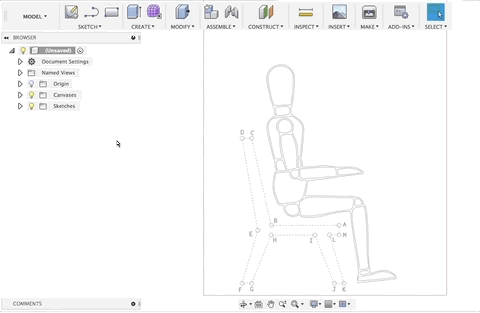 MODEL
SKETCH
CREATE
MODIFY
ASSEMBLE
CONSTRUCT
INSPECT
INSERT
MAKE
ADD-INS
SELECT
BROWSER
(Unsaved)
Document Settings
Named Views
Origin
Canvases
Sketches
D C
B A
E H I L M
F G J K
COMMENTS